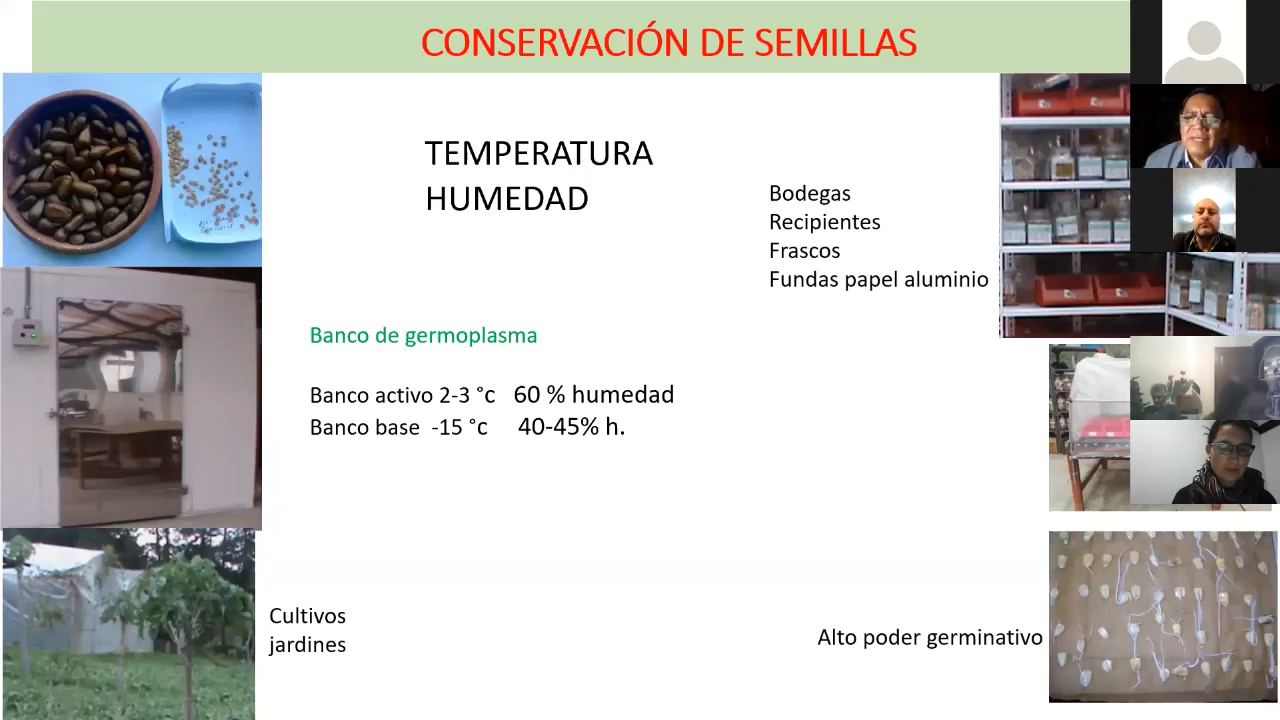 CONSERVACIÓN DE SEMILLAS
TEMPERATURA
HUMEDAD
Bodegas
Recipientes
Frascos
Fundas papel aluminio
Banco de germoplasma
Banco activo 2-3 °c 60 % humedad
Banco base -15 °c 40-45% h.
Cultivos
jardines
Alto poder germinativo